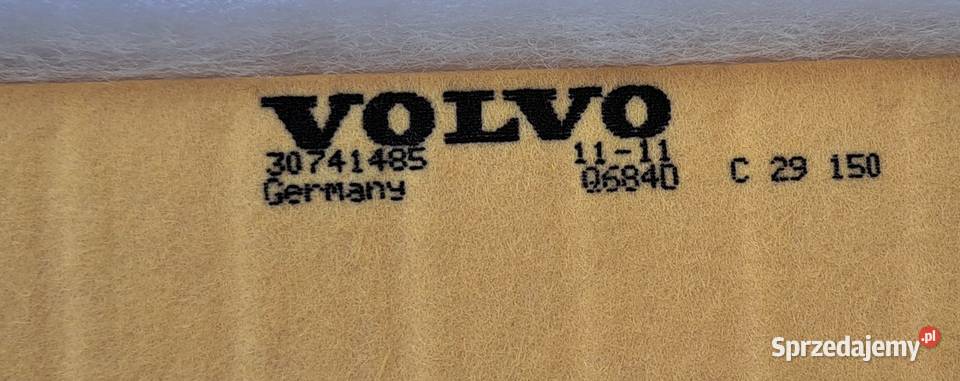 VOLVO
30741485 11-11
Germany Q684D C 29 150
Sprzedajemy.pl